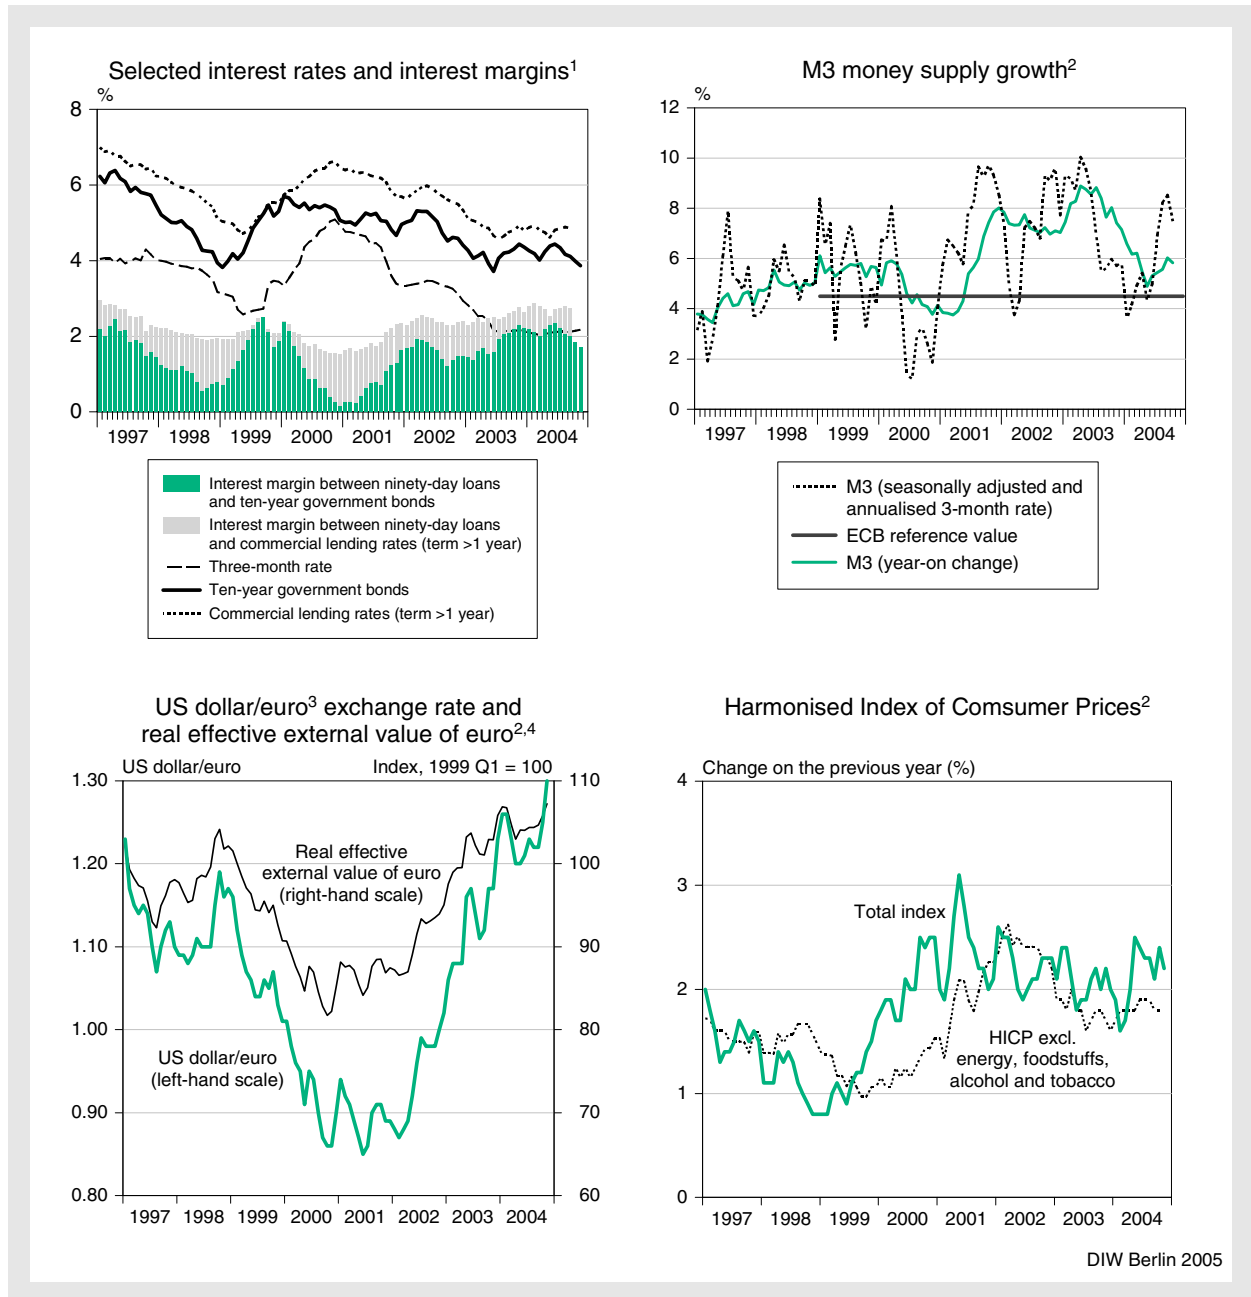 Selected interest rates and interest margins1
%
8
6
4
2
0
1997 1998 1999 2000 2001 2002 2003 2004
Interest margin between ninety-day loans
and ten-year government bonds
Interest margin between ninety-day loans
and commercial lending rates (term >1 year)
Three-month rate
Ten-year government bonds
Commercial lending rates (term >1 year)
M3 money supply growth2
%
12
10
8
6
4
2
0
1997 1998 1999 2000 2001 2002 2003 2004
M3 (seasonally adjusted and
annualised 3-month rate)
ECB reference value
M3 (year-on change)
US dollar/euro3 exchange rate and
real effective external value of euro2,4
US dollar/euro Index, 1999 Q1 = 100
1.30 110
1.20 100
1.10 90
1.00 80
0.90 70
0.80 60
Real effective
external value of euro
(right-hand scale)
US dollar/euro
(left-hand scale)
1997 1998 1999 2000 2001 2002 2003 2004
Harmonised Index of Comsumer Prices2
Change on the previous year (%)
4
3
2
1
0
Total index
HICP excl.
energy, foodstuffs,
alcohol and tobacco
1997 1998 1999 2000 2001 2002 2003 2004
DIW Berlin 2005